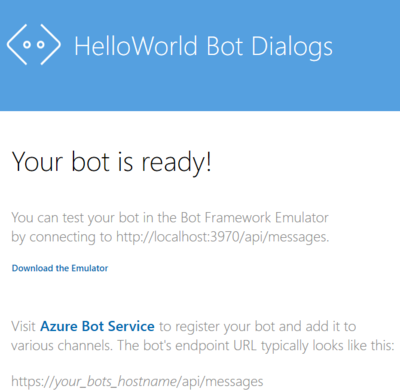 HelloWorld Bot Dialogs
Your bot is ready!
You can test your bot in the Bot Framework Emulator
by connecting to http://localhost:3970/api/messages.
Download the Emulator
Visit Azure Bot Service to register your bot and add it to
various channels. The bot's endpoint URL typically looks like this:
https://your_bots_hostname/api/messages